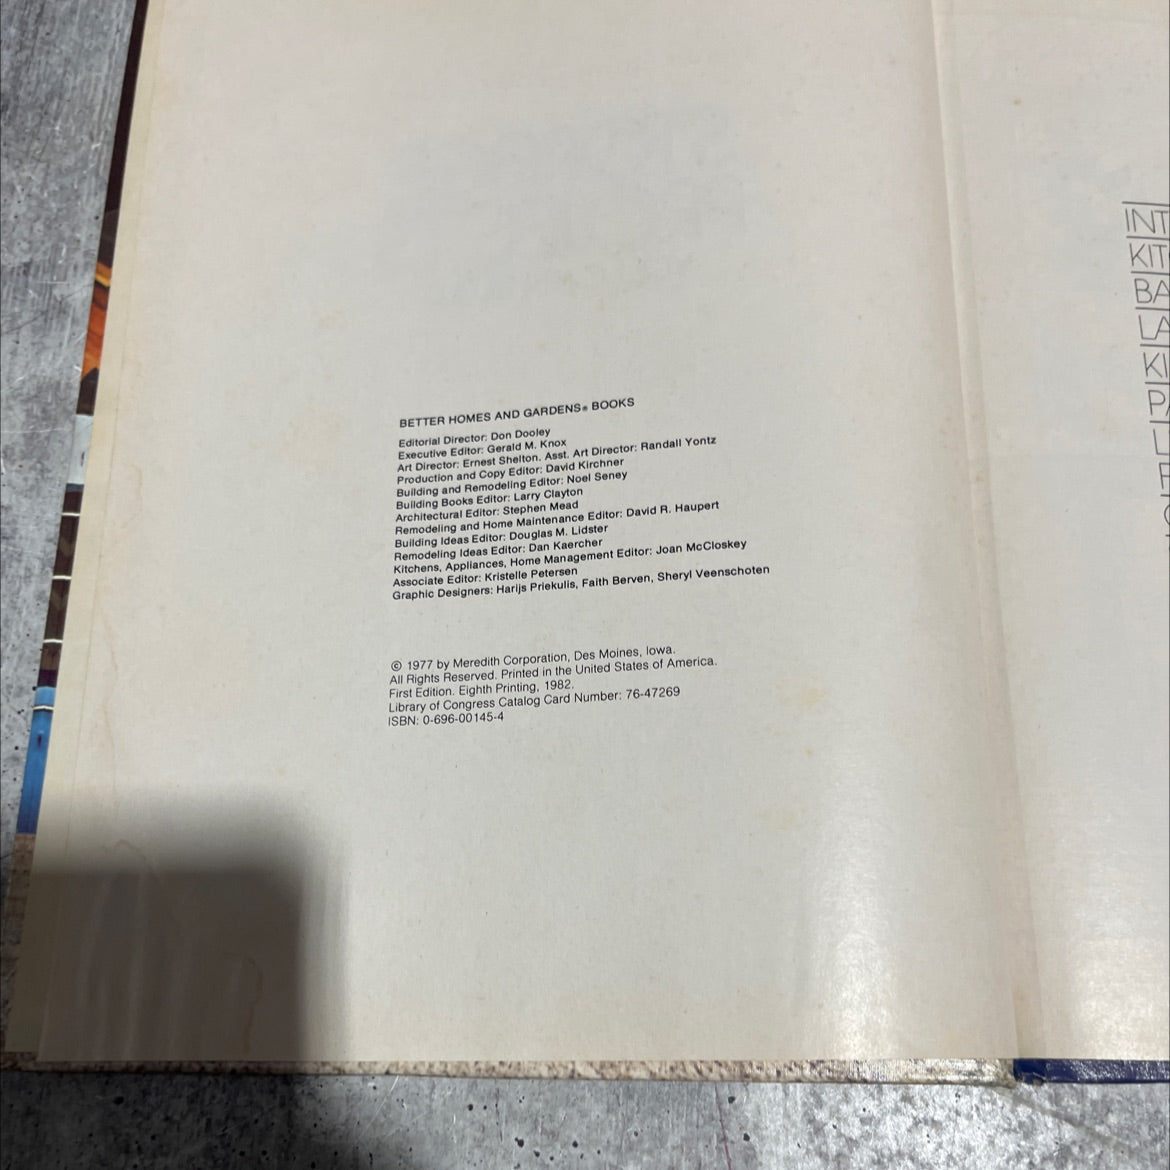 BETTER HOMES AND GARDENS® BOOKS
Editorial Director: Don Dooley
Executive Editor: Gerald M. Knox
Art Director: Ernest Shelton. Asst. Art Director: Randall Yontz
Production and Copy Editor: David Kirchner
Building and Remodeling Editor: Noel Seney
Building Books Editor: Larry Clayton
Architectural Editor: Stephen Mead
Remodeling and Home Maintenance Editor: David R. Haupert
Building Ideas Editor: Douglas M. Lidster
Remodeling Ideas Editor: Dan Kaercher
Kitchens, Appliances, Home Management Editor: Joan McCloskey
Associate Editor: Kristelle Petersen
Graphic Designers: Harijs Priekulis, Faith Berven, Sheryl Veenschoten
© 1977 by Meredith Corporation, Des Moines, Iowa.
All Rights Reserved. Printed in the United States of America.
First Edition. Eighth Printing, 1982.
Library of Congress Catalog Card Number: 76-47269
ISBN: 0-696-00145-4
INT
KIT
BA
LA
KI
PA